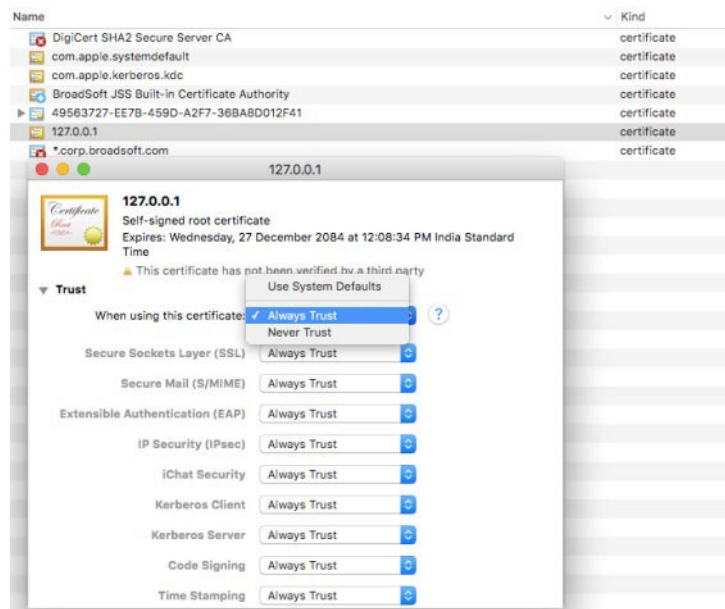 Name Kind
DigiCert SHA2 Secure Server CA certificate
com.apple.systemdefault certificate
com.apple.kerberos.kdc certificate
BroadSoft JSS Built-in Certificate Authority certificate
49563727-EE7B-459D-A2F7-36BA8D012F41 certificate
127.0.0.1 certificate
*.corp.broadsoft.com certificate
127.0.0.1
Certificate
Root
127.0.0.1
Self-signed root certificate
Expires: Wednesday, 27 December 2084 at 12:08:34 PM India Standard
Time
This certificate has not been verified by a third party
Trust
Use System Defaults
When using this certificate: ✓ Always Trust ?
Never Trust
Secure Sockets Layer (SSL) Always Trust
Secure Mail (S/MIME) Always Trust
Extensible Authentication (EAP) Always Trust
IP Security (IPsec) Always Trust
iChat Security Always Trust
Kerberos Client Always Trust
Kerberos Server Always Trust
Code Signing Always Trust
Time Stamping Always Trust